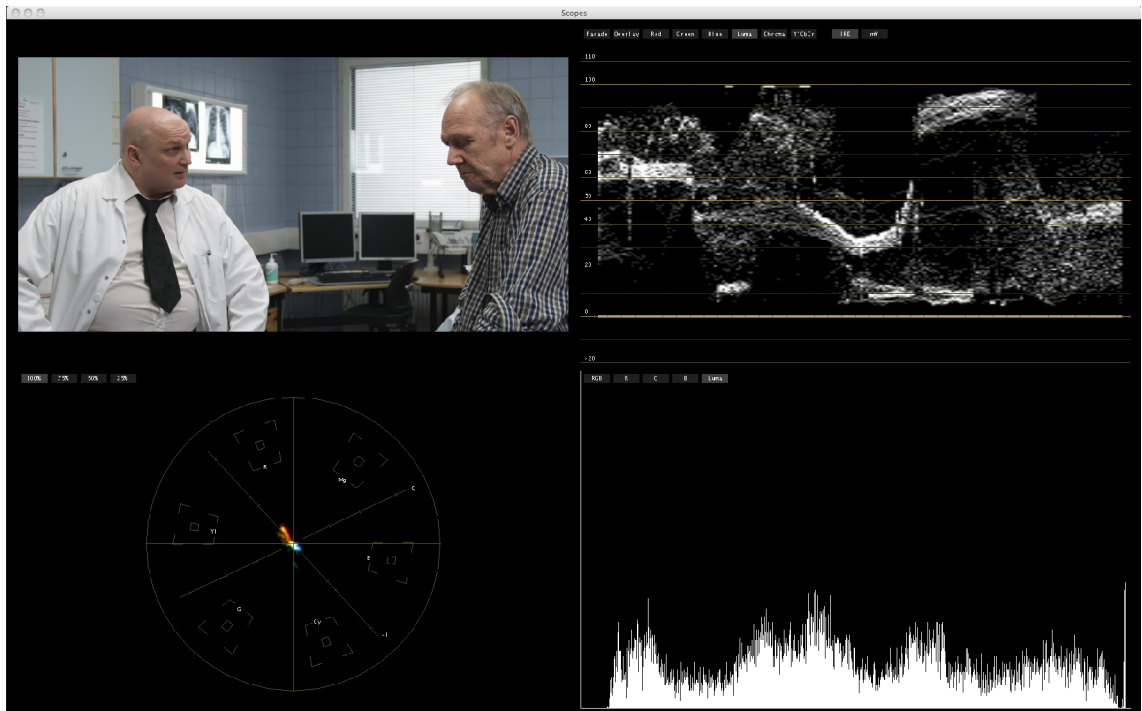 Scopes
Parade Overlay Red Green Blue Luma Chroma Y'CbCr IRE mV
110
100
80
60
50
40
20
0
-20
100% 75% 50% 25%
RGB R G B Luma
R
Mg
C
Yl
B
G
Cy
-I